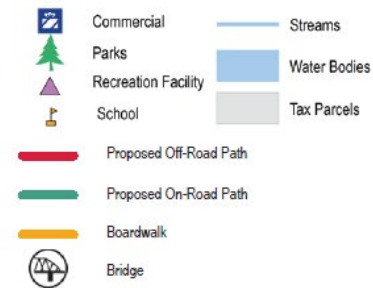 Commercial
Parks
Recreation Facility
School
Streams
Water Bodies
Tax Parcels
Proposed Off-Road Path
Proposed On-Road Path
Boardwalk
Bridge